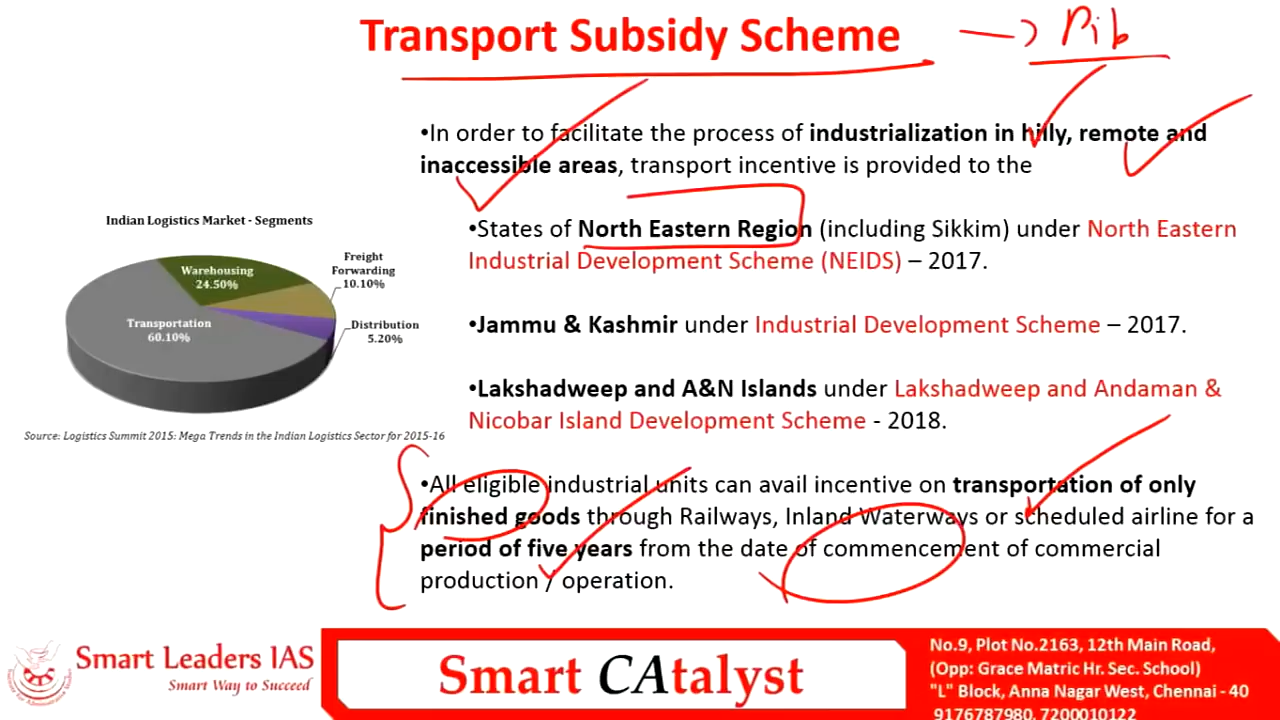 Transport Subsidy Scheme
→ Pib
•In order to facilitate the process of industrialization in hilly, remote and
inaccessible areas, transport incentive is provided to the
•States of North Eastern Region (including Sikkim) under North Eastern
Industrial Development Scheme (NEIDS) – 2017.
•Jammu & Kashmir under Industrial Development Scheme – 2017.
•Lakshadweep and A&N Islands under Lakshadweep and Andaman &
Nicobar Island Development Scheme - 2018.
•All eligible industrial units can avail incentive on transportation of only
finished goods through Railways, Inland Waterways or scheduled airline for a
period of five years from the date of commencement of commercial
production / operation.
Indian Logistics Market - Segments
Warehousing
24.50%
Freight
Forwarding
10.10%
Transportation
60.10%
Distribution
5.20%
Source: Logistics Summit 2015: Mega Trends in the Indian Logistics Sector for 2015-16
Smart Leaders IAS
Smart Way to Succeed
Smart CAtalyst
No.9, Plot No.2163, 12th Main Road,
(Opp: Grace Matric Hr. Sec. School)
"L" Block, Anna Nagar West, Chennai - 40
9176787980, 7200010122